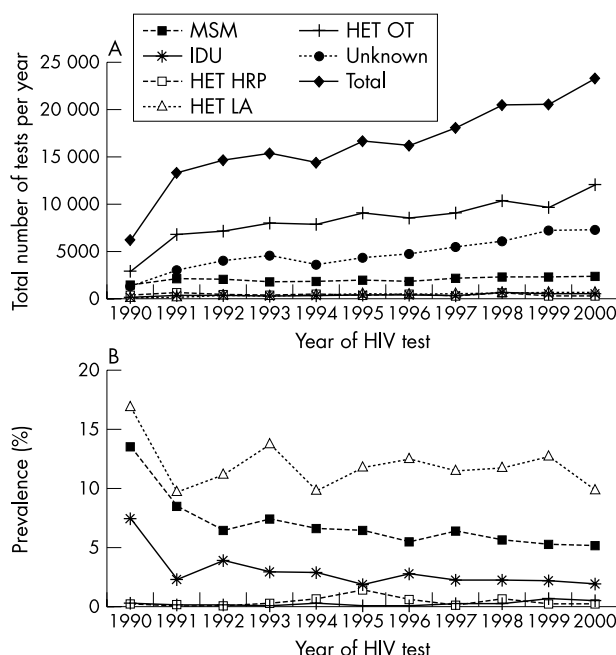 A
MSM
IDU
HET HRP
HET LA
HET OT
Unknown
Total
Total number of tests per year
25 000
20 000
15 000
10 000
5000
0
1990 1991 1992 1993 1994 1995 1996 1997 1998 1999 2000
Year of HIV test
B
Prevalence (%)
20
15
10
5
0
1990 1991 1992 1993 1994 1995 1996 1997 1998 1999 2000
Year of HIV test